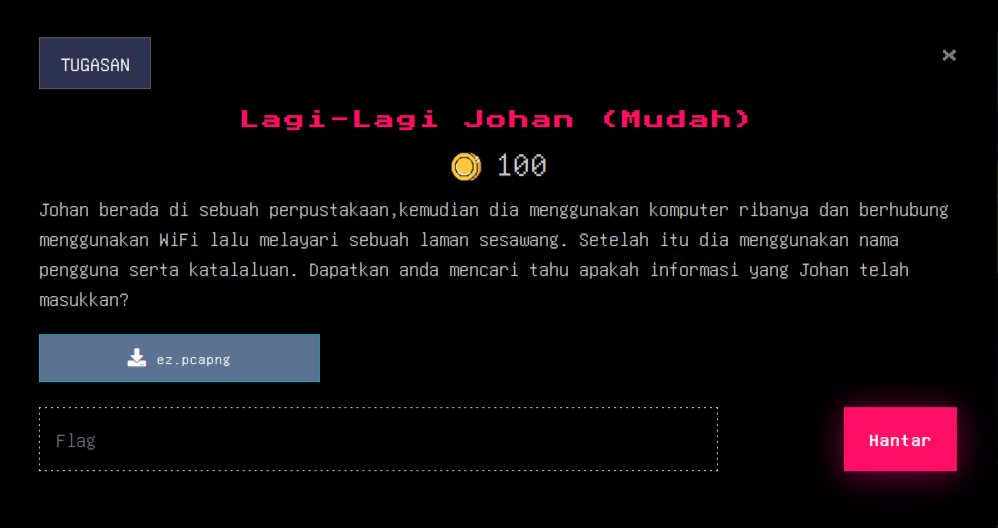 TUGASAN
×
Lagi-Lagi Johan (Mudah)
100
Johan berada di sebuah perpustakaan,kemudian dia menggunakan komputer ribanya dan berhubung
menggunakan WiFi lalu melayari sebuah laman sesawang. Setelah itu dia menggunakan nama
pengguna serta katalaluan. Dapatkan anda mencari tahu apakah informasi yang Johan telah
masukkan?
ez.pcapng
Flag
Hantar